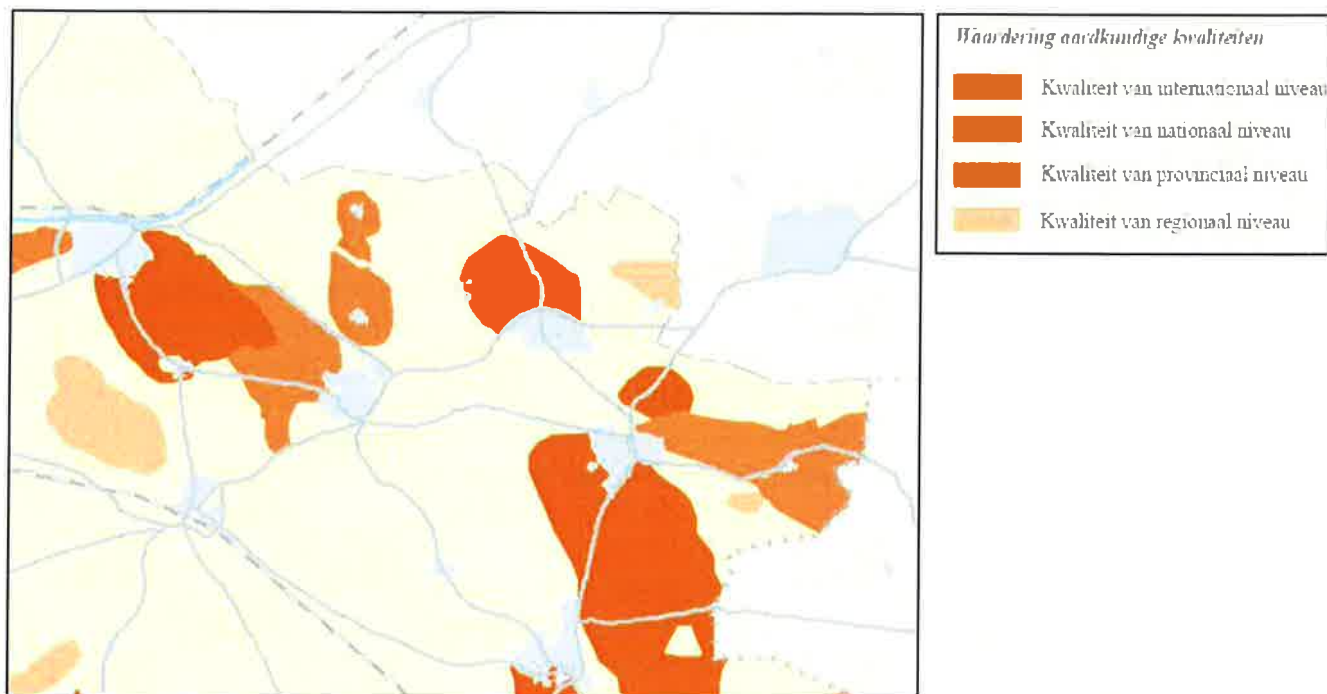 Waardering aardkundige kwaliteiten
Kwaliteit van internationaal niveau
Kwaliteit van nationaal niveau
Kwaliteit van provinciaal niveau
Kwaliteit van regionaal niveau